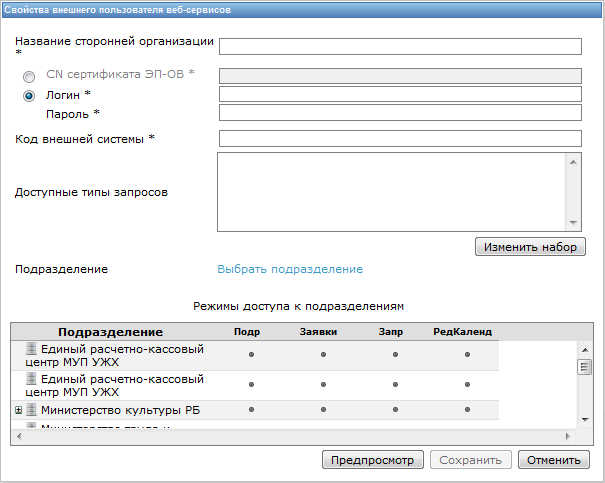 Свойства внешнего пользователя веб-сервисов
Название сторонней организации
*
CN сертификата ЭП-ОВ *
Логин *
Пароль *
Код внешней системы *
Доступные типы запросов
Изменить набор
Подразделение Выбрать подразделение
Режимы доступа к подразделениям
Подразделение Подр Заявки Запр РедКаленд
Единый расчетно-кассовый
центр МУП УЖХ
Единый расчетно-кассовый
центр МУП УЖХ
Министерство культуры РБ
Министерство труда и
Предпросмотр Сохранить Отменить